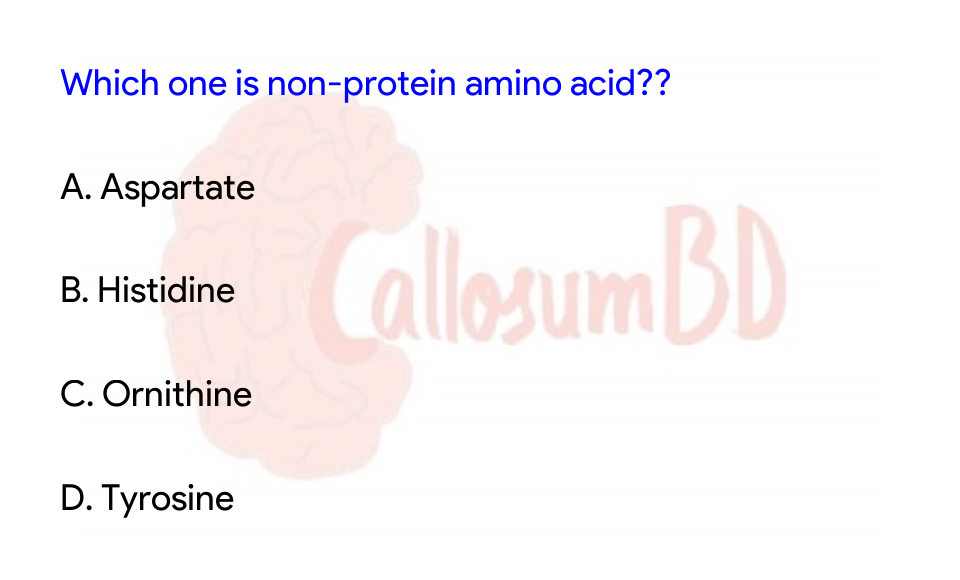 Which one is non-protein amino acid??
A. Aspartate
CallosumBD
B. Histidine
C. Ornithine
D. Tyrosine